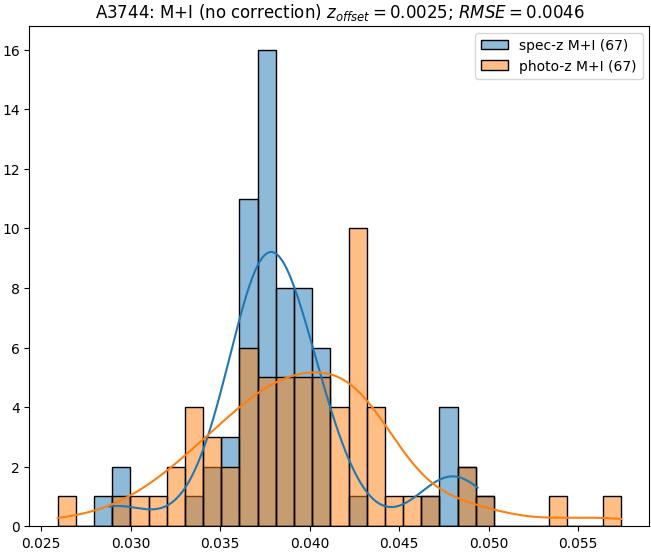 A3744: M+I (no correction) z_offset = 0.0025; RMSE = 0.0046
spec-z M+I (67)
photo-z M+I (67)
16
14
12
10
8
6
4
2
0
0.025 0.030 0.035 0.040 0.045 0.050 0.055